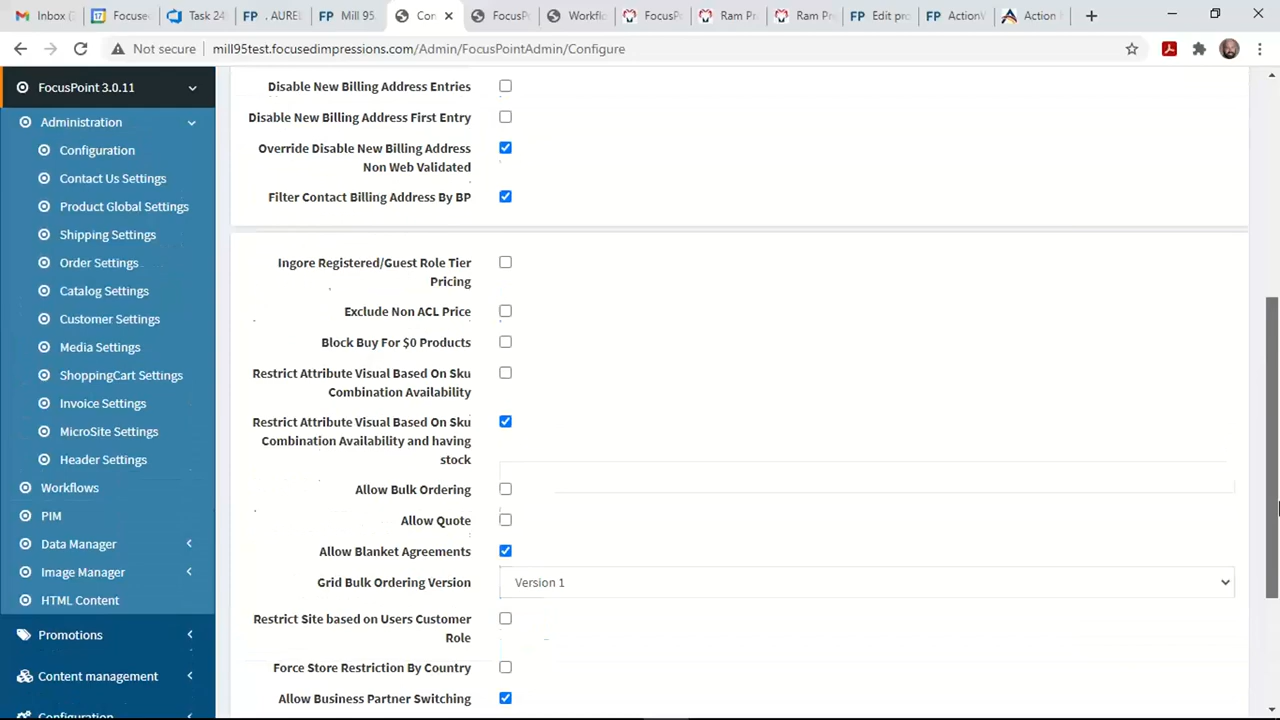 Inbox (
Focuse
Task 24
FP . AUREL
FP Mill 95
Con
FocusP
Workflo
FocusP
Ram Pr
Ram Pro
FP Edit pro
FP ActionW
Action
Not secure mill95test.focusedimpressions.com/Admin/FocusPointAdmin/Configure
FocusPoint 3.0.11
Administration
Configuration
Contact Us Settings
Product Global Settings
Shipping Settings
Order Settings
Catalog Settings
Customer Settings
Media Settings
ShoppingCart Settings
Invoice Settings
MicroSite Settings
Header Settings
Workflows
PIM
Data Manager
Image Manager
HTML Content
Promotions
Content management
Configuration
Disable New Billing Address Entries
Disable New Billing Address First Entry
Override Disable New Billing Address
Non Web Validated
Filter Contact Billing Address By BP
Ingore Registered/Guest Role Tier
Pricing
Exclude Non ACL Price
Block Buy For $0 Products
Restrict Attribute Visual Based On Sku
Combination Availability
Restrict Attribute Visual Based On Sku
Combination Availability and having
stock
Allow Bulk Ordering
Allow Quote
Allow Blanket Agreements
Grid Bulk Ordering Version
Version 1
Restrict Site based on Users Customer
Role
Force Store Restriction By Country
Allow Business Partner Switching